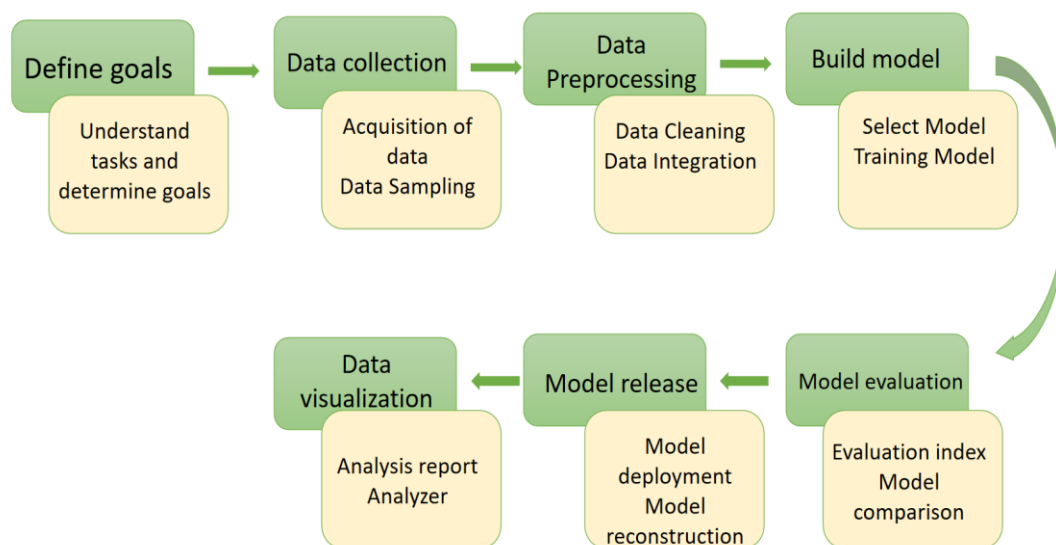 Define goals
Understand
tasks and
determine goals
Data collection
Acquisition of
data
Data Sampling
Data
Preprocessing
Data Cleaning
Data Integration
Build model
Select Model
Training Model
Model evaluation
Evaluation index
Model
comparison
Model release
Model
deployment
Model
reconstruction
Data
visualization
Analysis report
Analyzer